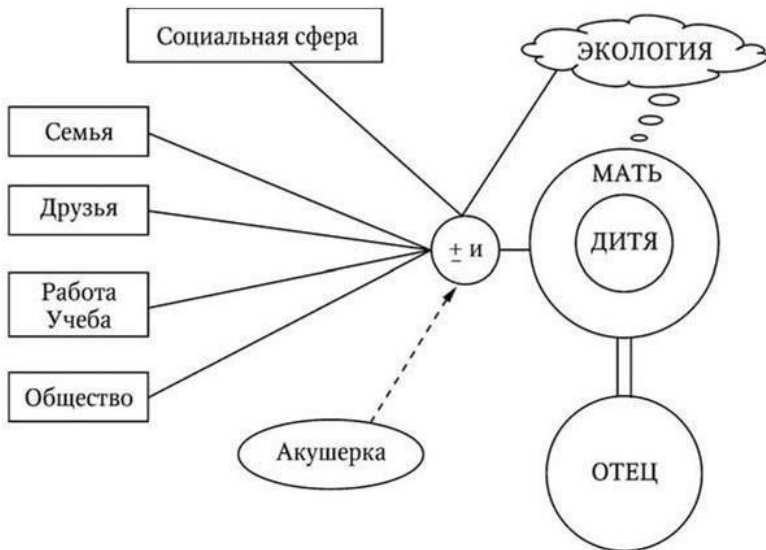 Социальная сфера
ЭКОЛОГИЯ
Семья
МАТЬ
Друзья
ДИТЯ
± и
Работа
Учеба
Общество
Акушерка
ОТЕЦ